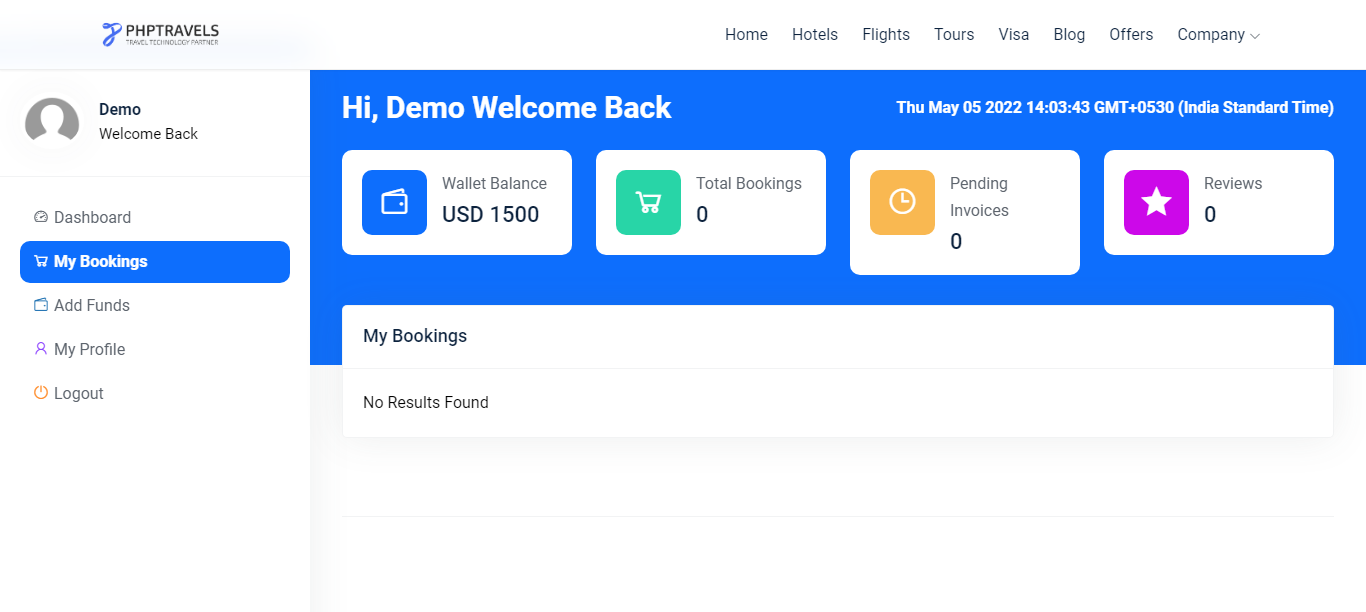 PHPTRAVELS
TRAVEL TECHNOLOGY PARTNER
Home Hotels Flights Tours Visa Blog Offers Company
Demo
Welcome Back
Dashboard
My Bookings
Add Funds
My Profile
Logout
Hi, Demo Welcome Back
Thu May 05 2022 14:03:43 GMT+0530 (India Standard Time)
Wallet Balance
USD 1500
Total Bookings
0
Pending
Invoices
0
Reviews
0
My Bookings
No Results Found